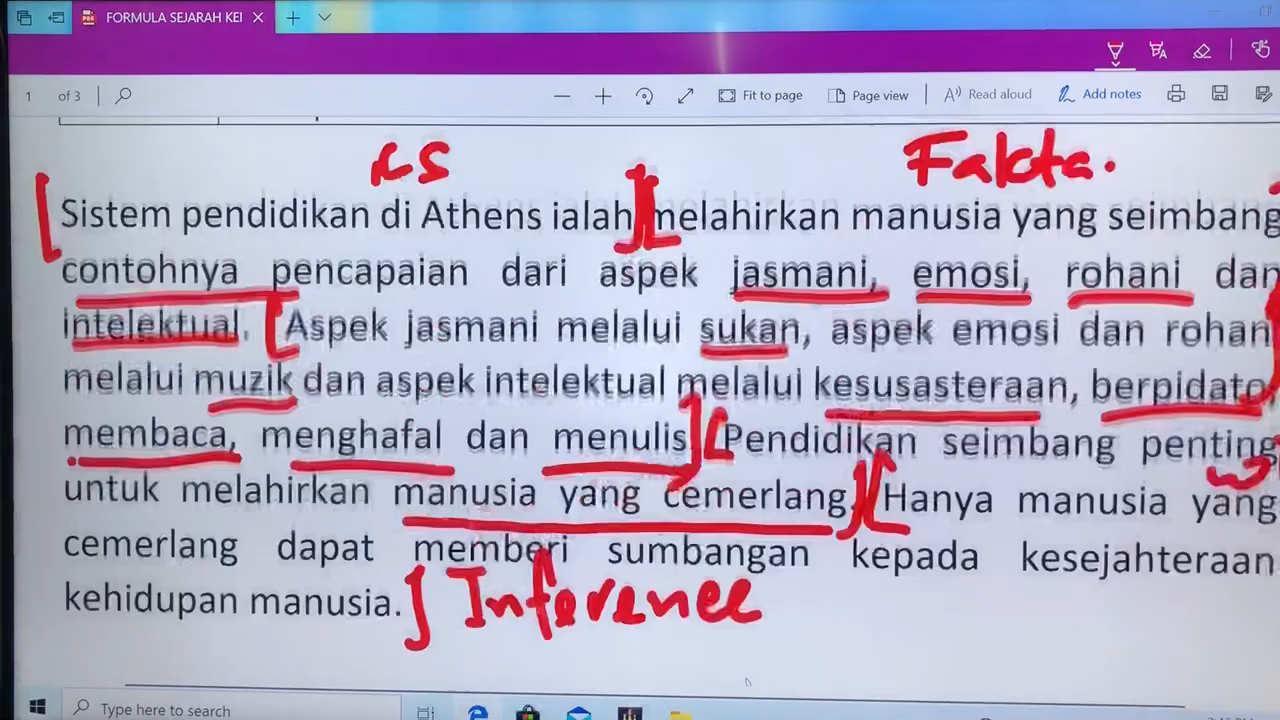 FORMULA SEJARAH KEI
1 of 3 Fit to page Page view Read aloud Add notes
KS Fakta.
Sistem pendidikan di Athens ialah melahirkan manusia yang seimbang
contohnya pencapaian dari aspek jasmani, emosi, rohani dan
intelektual. Aspek jasmani melalui sukan, aspek emosi dan rohan
melalui muzik dan aspek intelektual melalui kesusasteraan, berpidato,
membaca, menghafal dan menulis. Pendidikan seimbang penting
untuk melahirkan manusia yang cemerlang. Hanya manusia yang
cemerlang dapat memberi sumbangan kepada kesejahteraan
kehidupan manusia. Inference
Type here to search